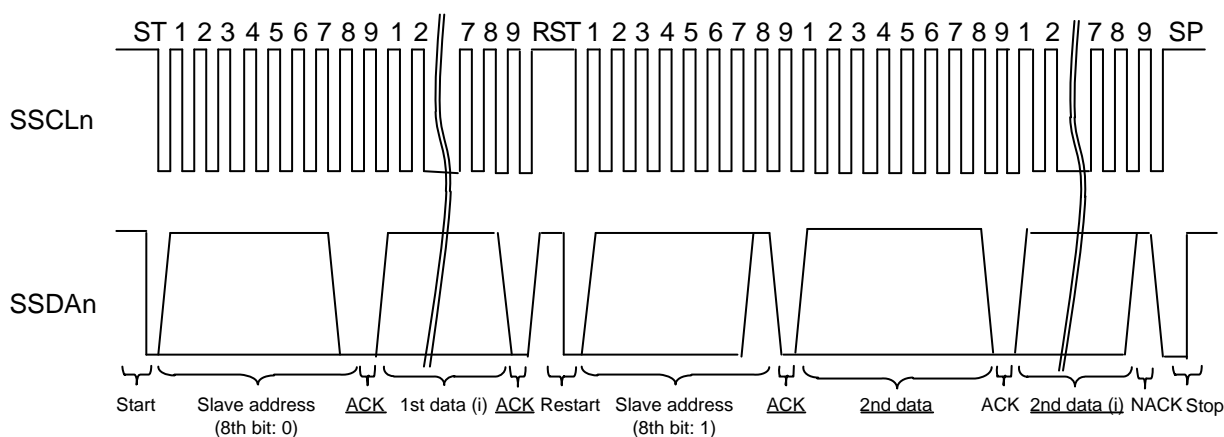 ST 1 2 3 4 5 6 7 8 9 1 2 7 8 9 RST 1 2 3 4 5 6 7 8 9 1 2 3 4 5 6 7 8 9 1 2 7 8 9 SP
SSCLn
SSDAn
Start Slave address ACK 1st data (i) ACK Restart Slave address ACK 2nd data ACK 2nd data (i) NACK Stop
(8th bit: 0) (8th bit: 1)